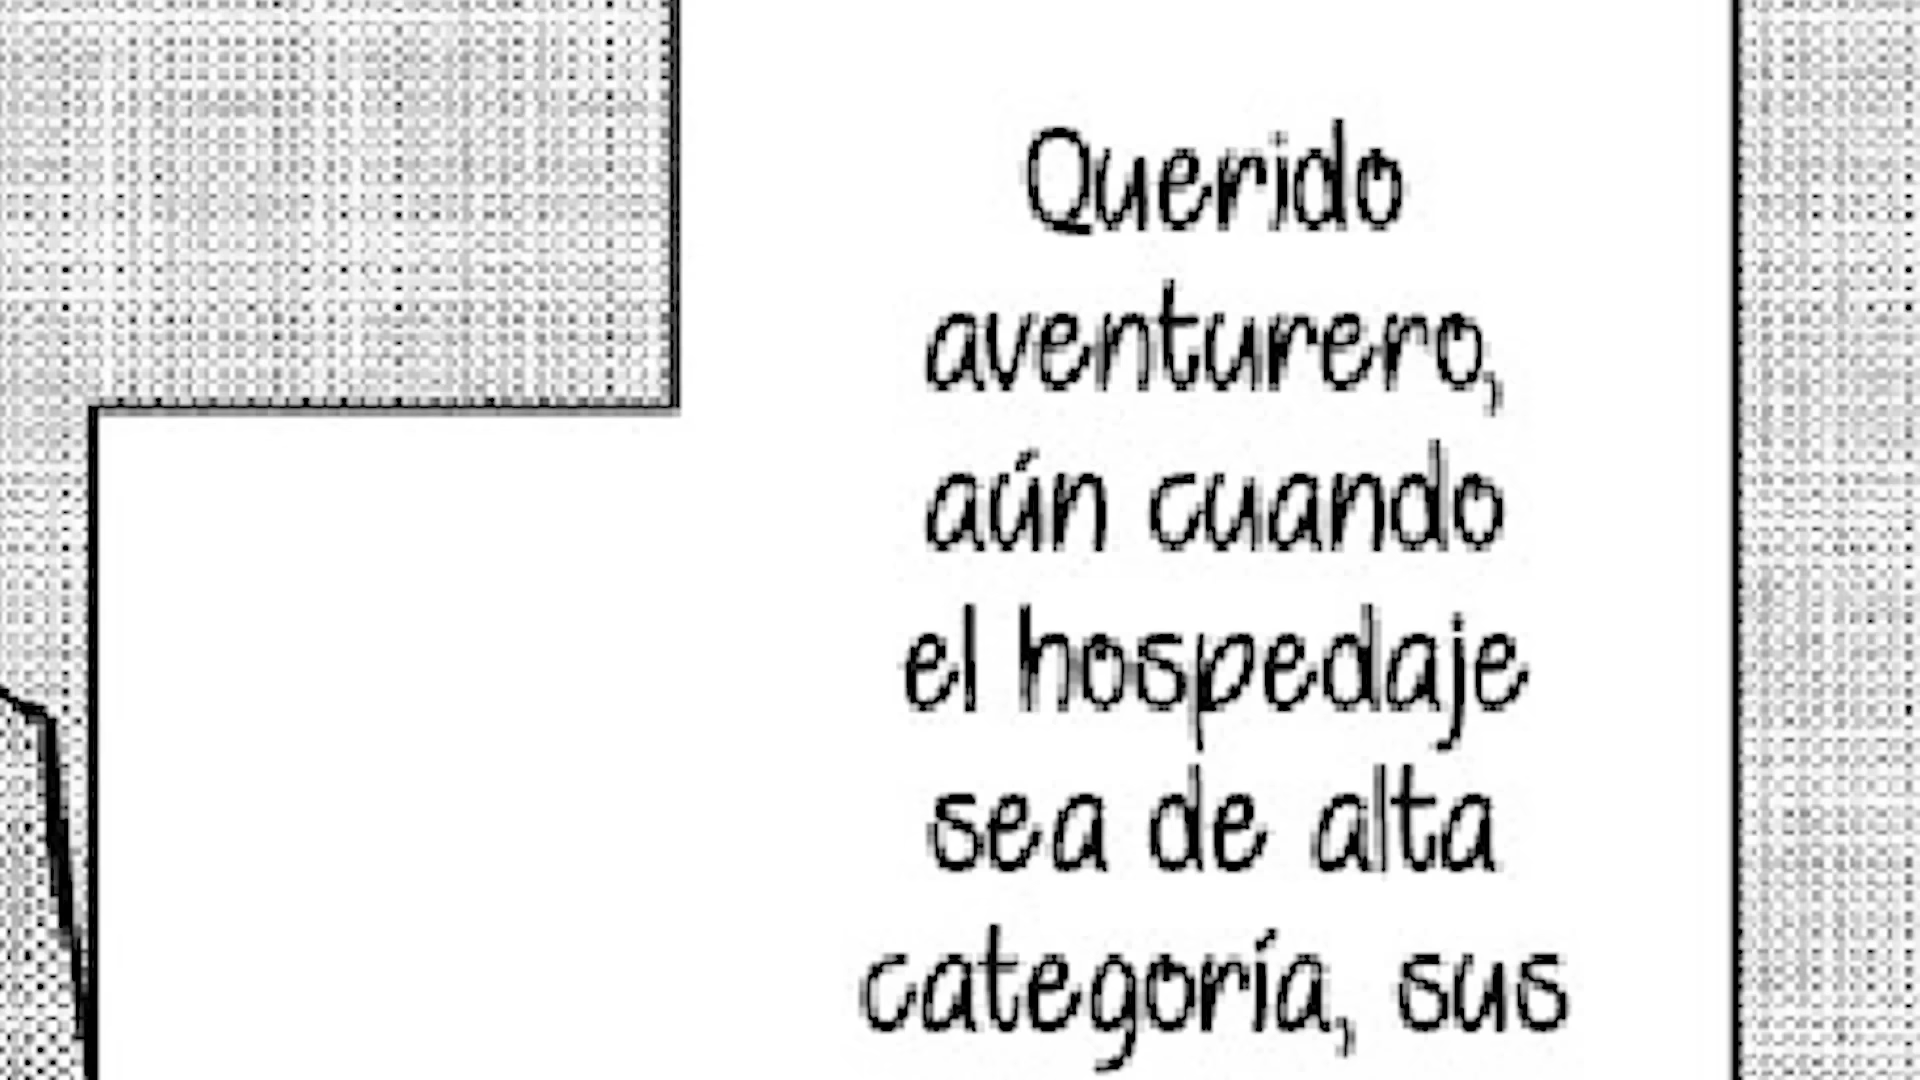 Querido
aventurero,
aún cuando
el hospedaje
sea de alta
categoría, sus